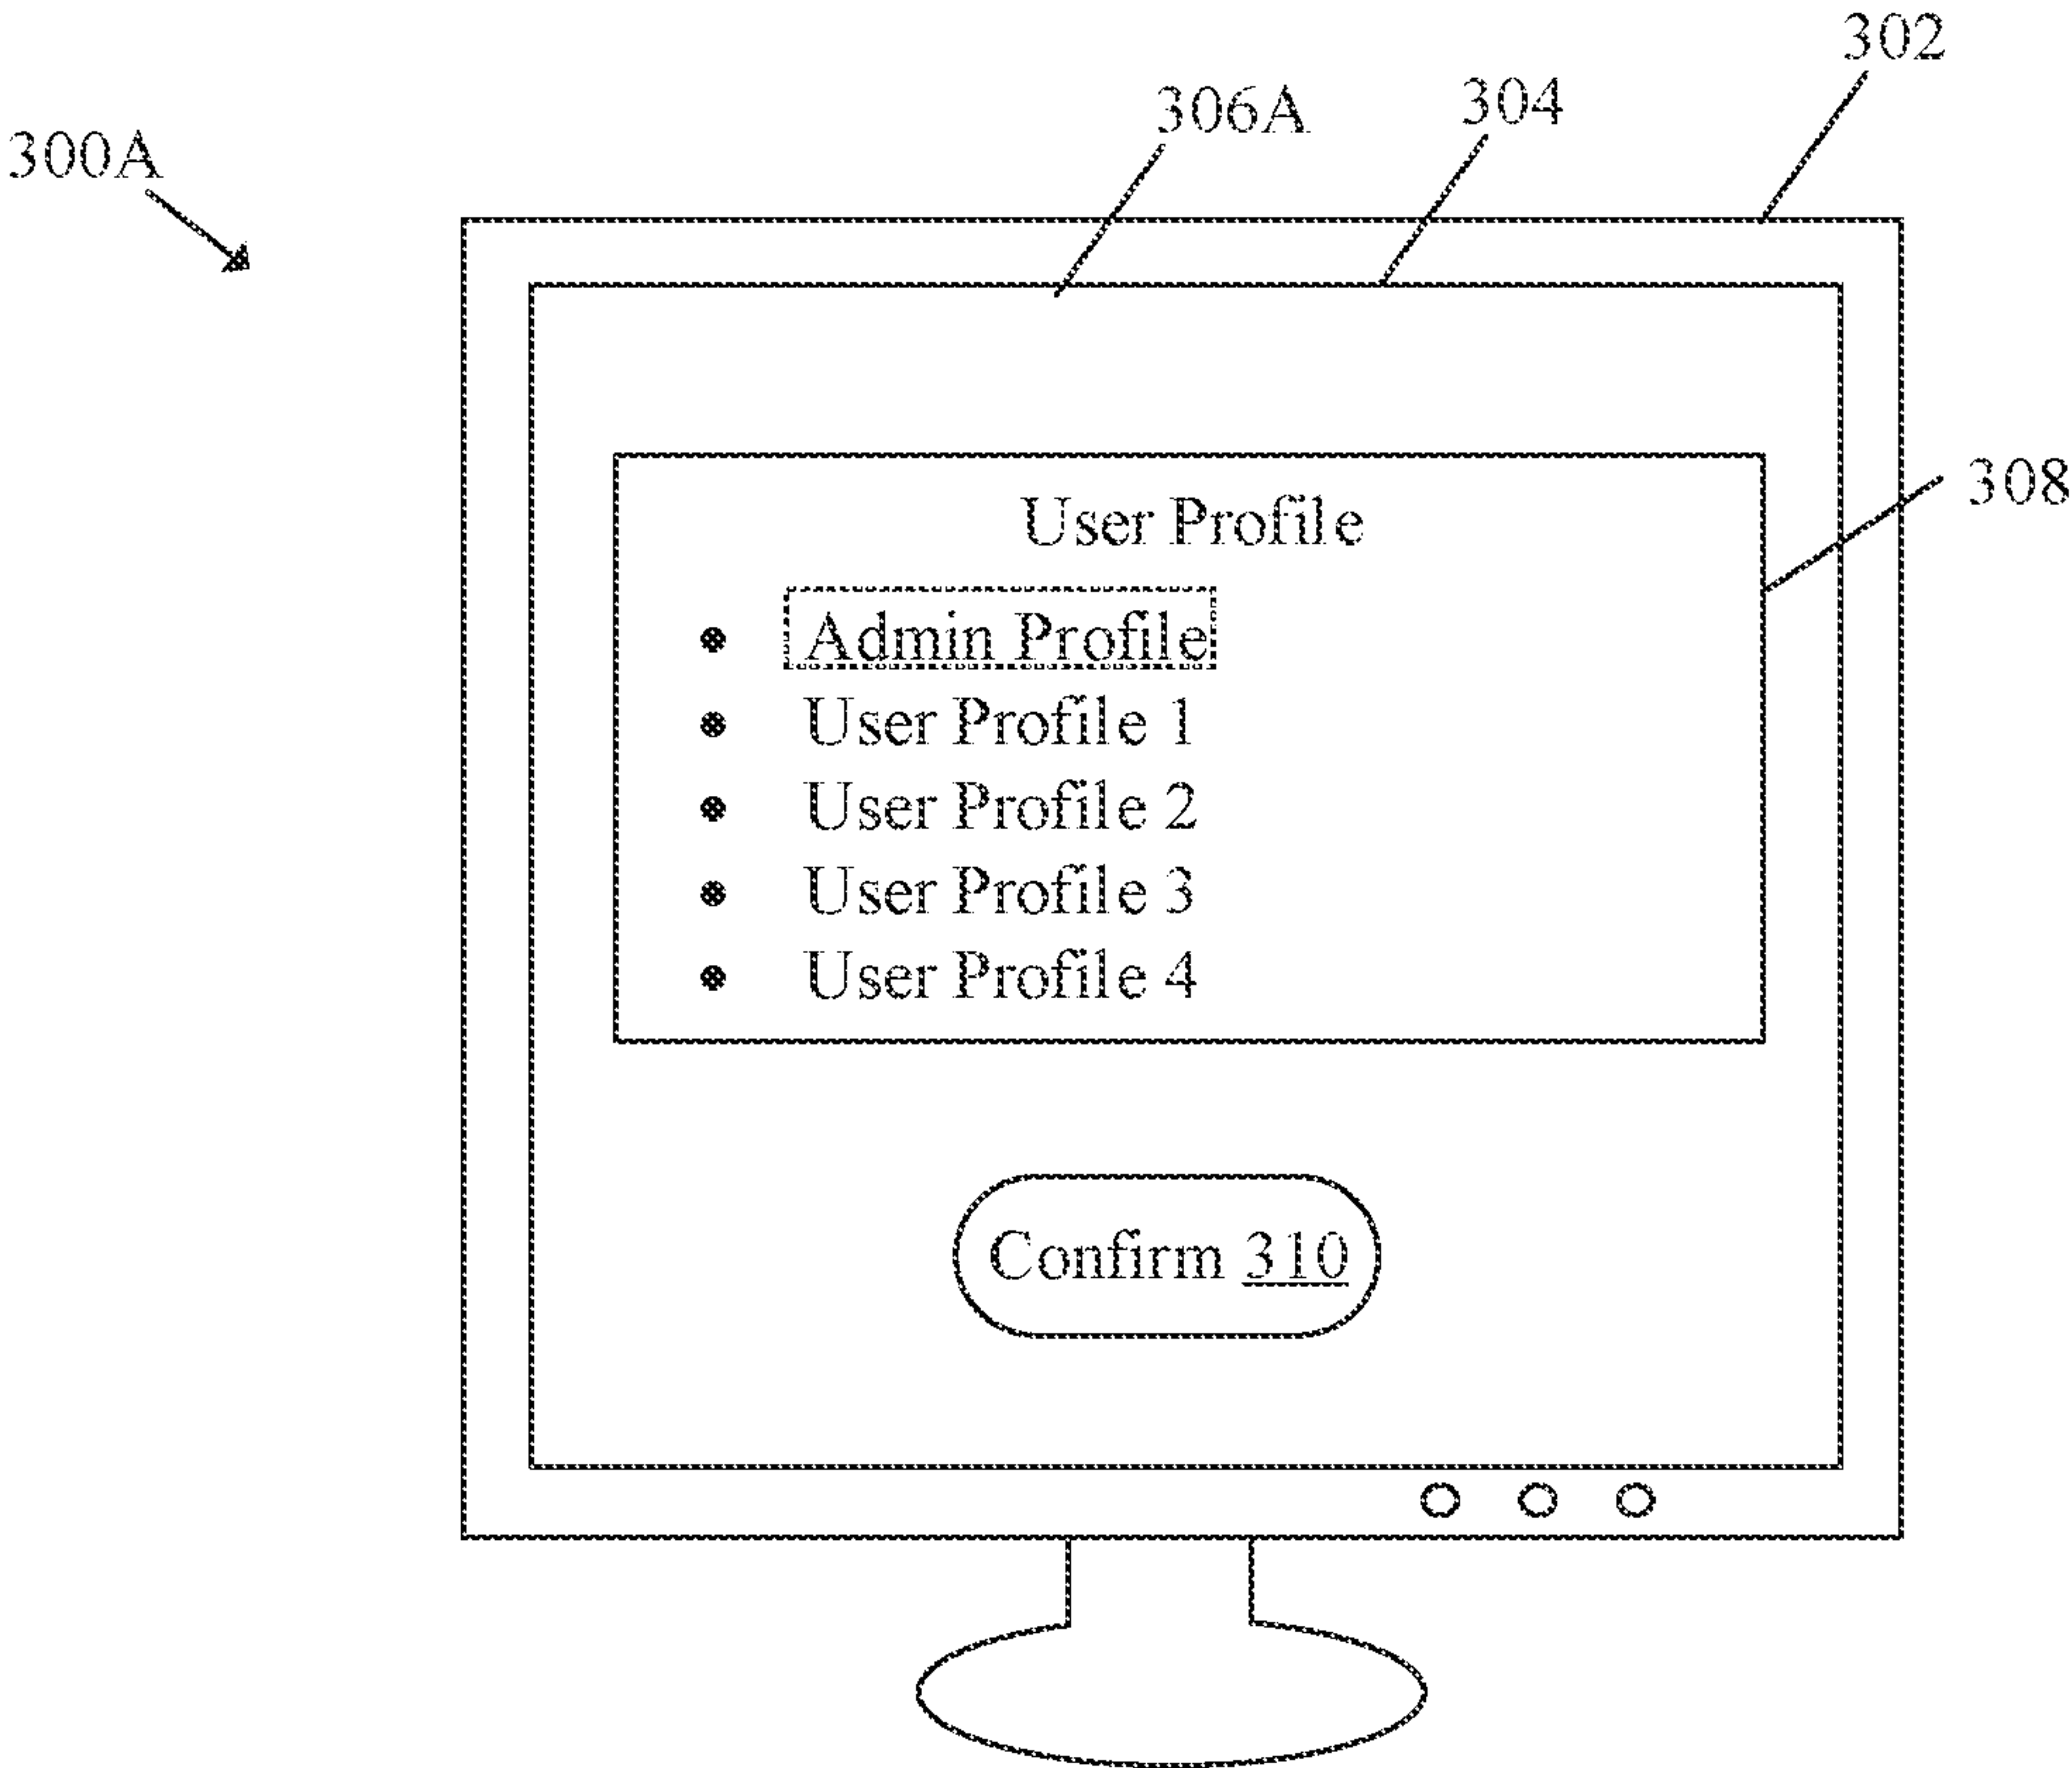 302
304
306A
300A
308
User Profile
• Admin Profile
• User Profile 1
• User Profile 2
• User Profile 3
• User Profile 4
Confirm 310